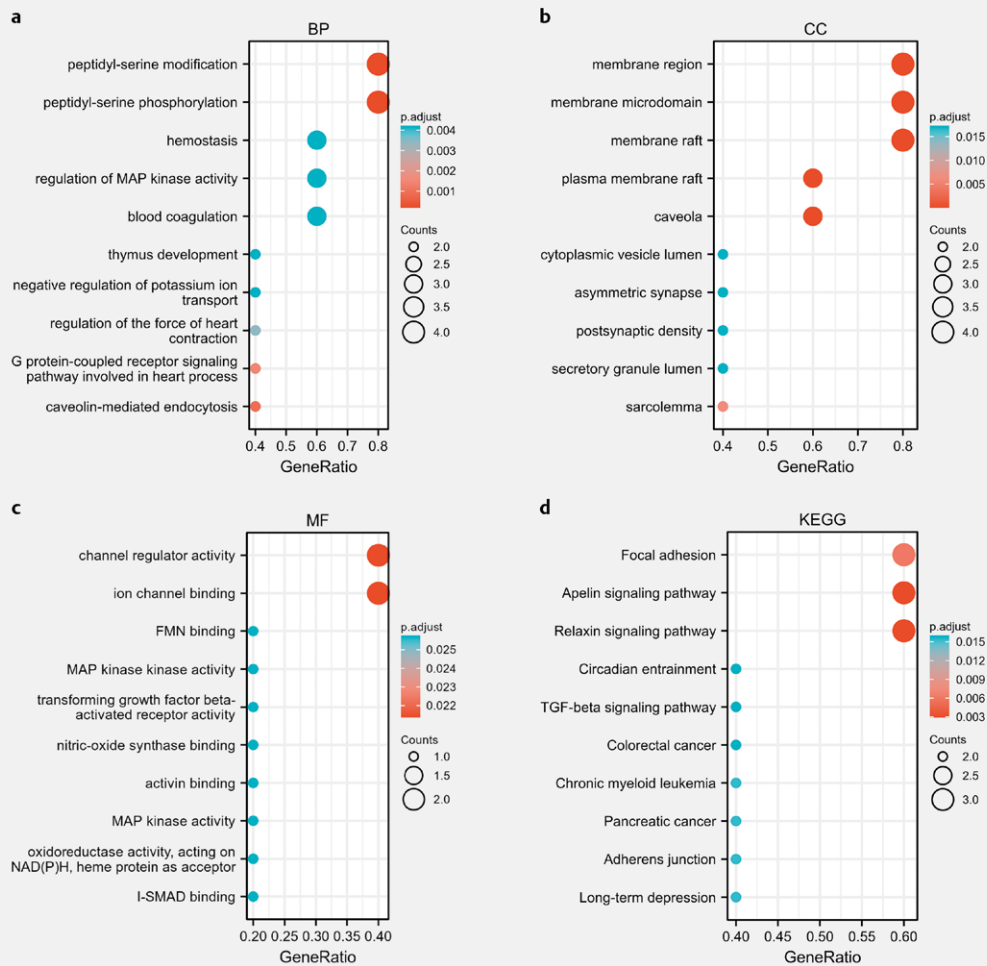 a
BP
peptidyl-serine modification
peptidyl-serine phosphorylation
hemostasis
regulation of MAP kinase activity
blood coagulation
thymus development
negative regulation of potassium ion
transport
regulation of the force of heart
contraction
G protein-coupled receptor signaling
pathway involved in heart process
caveolin-mediated endocytosis
0.4 0.5 0.6 0.7 0.8
GeneRatio
p.adjust
0.004
0.003
0.002
0.001
Counts
2.0
2.5
3.0
3.5
4.0
b
CC
membrane region
membrane microdomain
membrane raft
plasma membrane raft
caveola
cytoplasmic vesicle lumen
asymmetric synapse
postsynaptic density
secretory granule lumen
sarcolemma
0.4 0.5 0.6 0.7 0.8
GeneRatio
p.adjust
0.015
0.010
0.005
Counts
2.0
2.5
3.0
3.5
4.0
c
MF
channel regulator activity
ion channel binding
FMN binding
MAP kinase kinase activity
transforming growth factor beta-
activated receptor activity
nitric-oxide synthase binding
activin binding
MAP kinase activity
oxidoreductase activity, acting on
NAD(P)H, heme protein as acceptor
I-SMAD binding
0.20 0.25 0.30 0.35 0.40
GeneRatio
p.adjust
0.025
0.024
0.023
0.022
Counts
1.0
1.5
2.0
d
KEGG
Focal adhesion
Apelin signaling pathway
Relaxin signaling pathway
Circadian entrainment
TGF-beta signaling pathway
Colorectal cancer
Chronic myeloid leukemia
Pancreatic cancer
Adherens junction
Long-term depression
0.40 0.45 0.50 0.55 0.60
GeneRatio
p.adjust
0.015
0.012
0.009
0.006
0.003
Counts
2.0
2.5
3.0